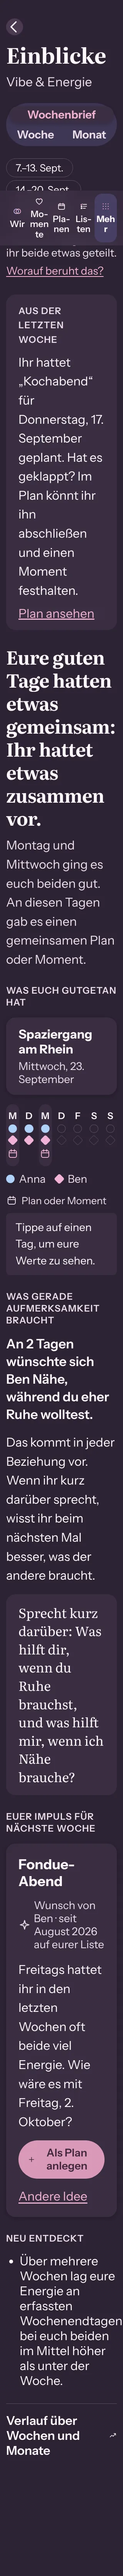 Einblicke
Vibe & Energie
Wochenbrief
Woche Monat
7.–13. Sept.
14.–20. Sept.
Wir
Mo-
men
te
Pla-
nen
Lis-
ten
Meh
r
ihr beide etwas geteilt.
Worauf beruht das?
AUS DER
LETZTEN
WOCHE
Ihr hattet
„Kochabend“
für
Donnerstag, 17.
September
geplant. Hat es
geklappt? Im
Plan könnt ihr
ihn
abschließen
und einen
Moment
festhalten.
Plan ansehen
Eure guten
Tage hatten
etwas
gemeinsam:
Ihr hattet
etwas
zusammen
vor.
Montag und
Mittwoch ging es
euch beiden gut.
An diesen Tagen
gab es einen
gemeinsamen Plan
oder Moment.
WAS EUCH GUTGETAN
HAT
Spaziergang
am Rhein
Mittwoch, 23.
September
M D M D F S S
Anna Ben
Plan oder Moment
Tippe auf einen
Tag, um eure
Werte zu sehen.
WAS GERADE
AUFMERKSAMKEIT
BRAUCHT
An 2 Tagen
wünschte sich
Ben Nähe,
während du eher
Ruhe wolltest.
Das kommt in jeder
Beziehung vor.
Wenn ihr kurz
darüber sprecht,
wisst ihr beim
nächsten Mal
besser, was der
andere braucht.
Sprecht kurz
darüber: Was
hilft dir,
wenn du
Ruhe
brauchst,
und was hilft
mir, wenn ich
Nähe
brauche?
EUER IMPULS FÜR
NÄCHSTE WOCHE
Fondue-
Abend
Wunsch von
Ben · seit
August 2026
auf eurer Liste
Freitags hattet
ihr in den
letzten
Wochen oft
beide viel
Energie. Wie
wäre es mit
Freitag, 2.
Oktober?
+ Als Plan
anlegen
Andere Idee
NEU ENTDECKT
• Über mehrere
Wochen lag eure
Energie an
erfassten
Wochenendtagen
bei euch beiden
im Mittel höher
als unter der
Woche.
Verlauf über
Wochen und
Monate